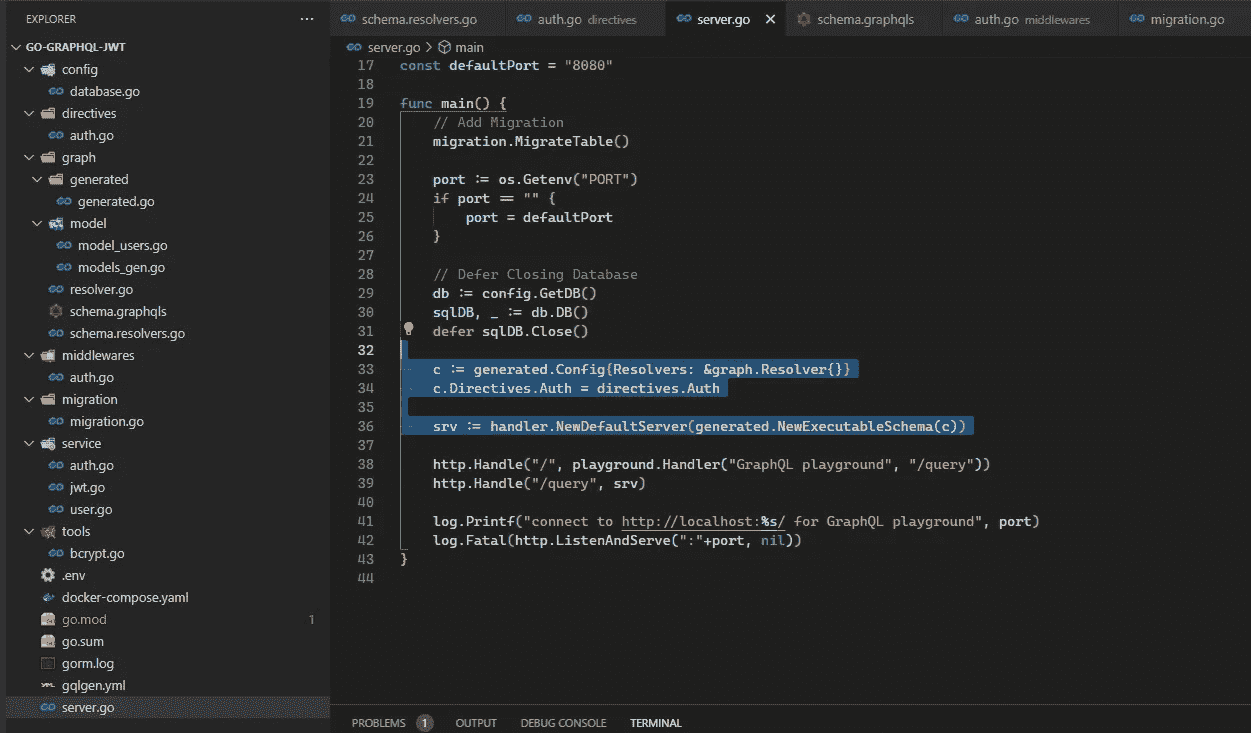 EXPLORER ...
GO-GRAPHQL-JWT
config
database.go
directives
auth.go
graph
generated
generated.go
model
model_users.go
models_gen.go
resolver.go
schema.graphqls
schema.resolvers.go
middlewares
auth.go
migration
migration.go
service
auth.go
jwt.go
user.go
tools
bcrypt.go
.env
docker-compose.yaml
go.mod 1
go.sum
gorm.log
gqlgen.yml
server.go
schema.resolvers.go auth.go directives server.go schema.graphqls auth.go middlewares migration.go
server.go > main
17 const defaultPort = "8080"
18
19 func main() {
20 // Add Migration
21 migration.MigrateTable()
22
23 port := os.Getenv("PORT")
24 if port == "" {
25 port = defaultPort
26 }
27
28 // Defer Closing Database
29 db := config.GetDB()
30 sqlDB, _ := db.DB()
31 defer sqlDB.Close()
32
33 c := generated.Config{Resolvers: &graph.Resolver{}}
34 c.Directives.Auth = directives.Auth
35
36 srv := handler.NewDefaultServer(generated.NewExecutableSchema(c))
37
38 http.Handle("/", playground.Handler("GraphQL playground", "/query"))
39 http.Handle("/query", srv)
40
41 log.Printf("connect to http://localhost:%s/ for GraphQL playground", port)
42 log.Fatal(http.ListenAndServe(":"+port, nil))
43 }
44
PROBLEMS 1 OUTPUT DEBUG CONSOLE TERMINAL